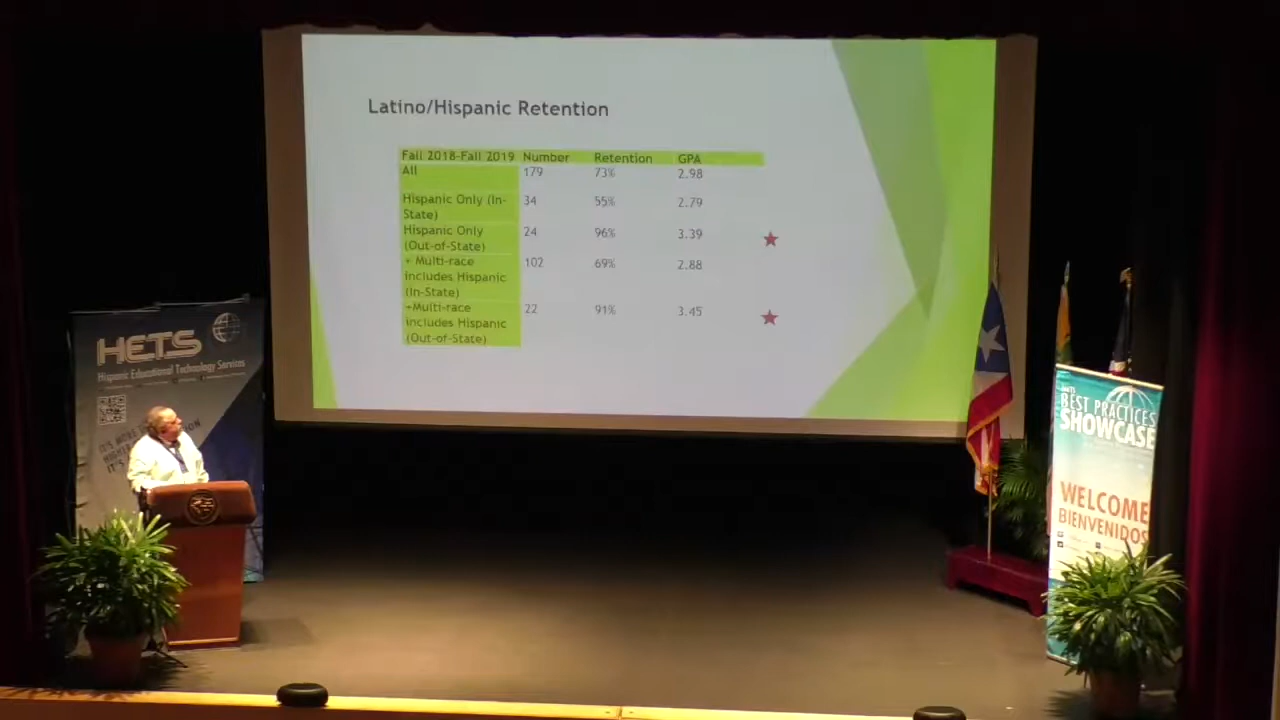 Latino/Hispanic Retention
Fall 2018-Fall 2019 Number Retention GPA
All 179 73% 2.98
Hispanic Only (In- 34 55% 2.79
State)
Hispanic Only 24 96% 3.39
(Out-of-State)
+ Multi-race 102 69% 2.88
includes Hispanic
(In-State)
+Multi-race 22 91% 3.45
includes Hispanic
(Out-of-State)
HETS
Hispanic Educational Technology Services
HETS
BEST PRACTICES
SHOWCASE
WELCOME
BIENVENIDOS